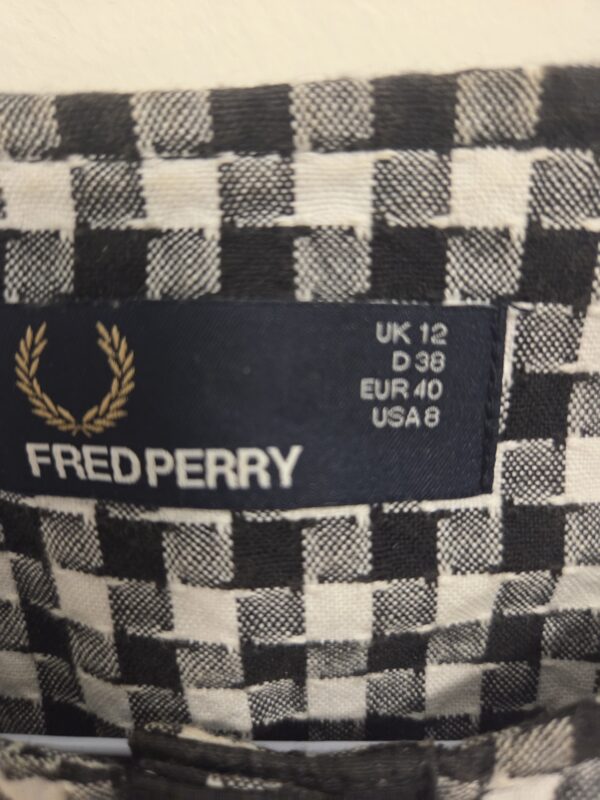 UK 12
D 38
EUR 40
USA 8
FRED PERRY